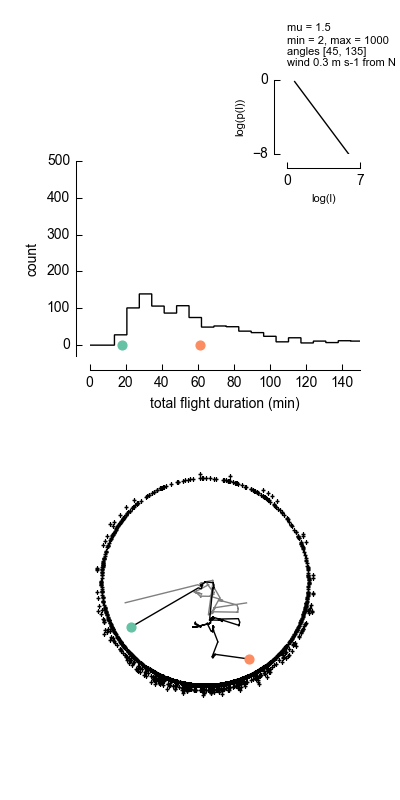 mu = 1.5
min = 2, max = 1000
angles [45, 135]
wind 0.3 m s-1 from N
0
log(p(l))
−8
0 7
log(l)
500
400
300
200
100
0
count
0 20 40 60 80 100 120 140
total flight duration (min)